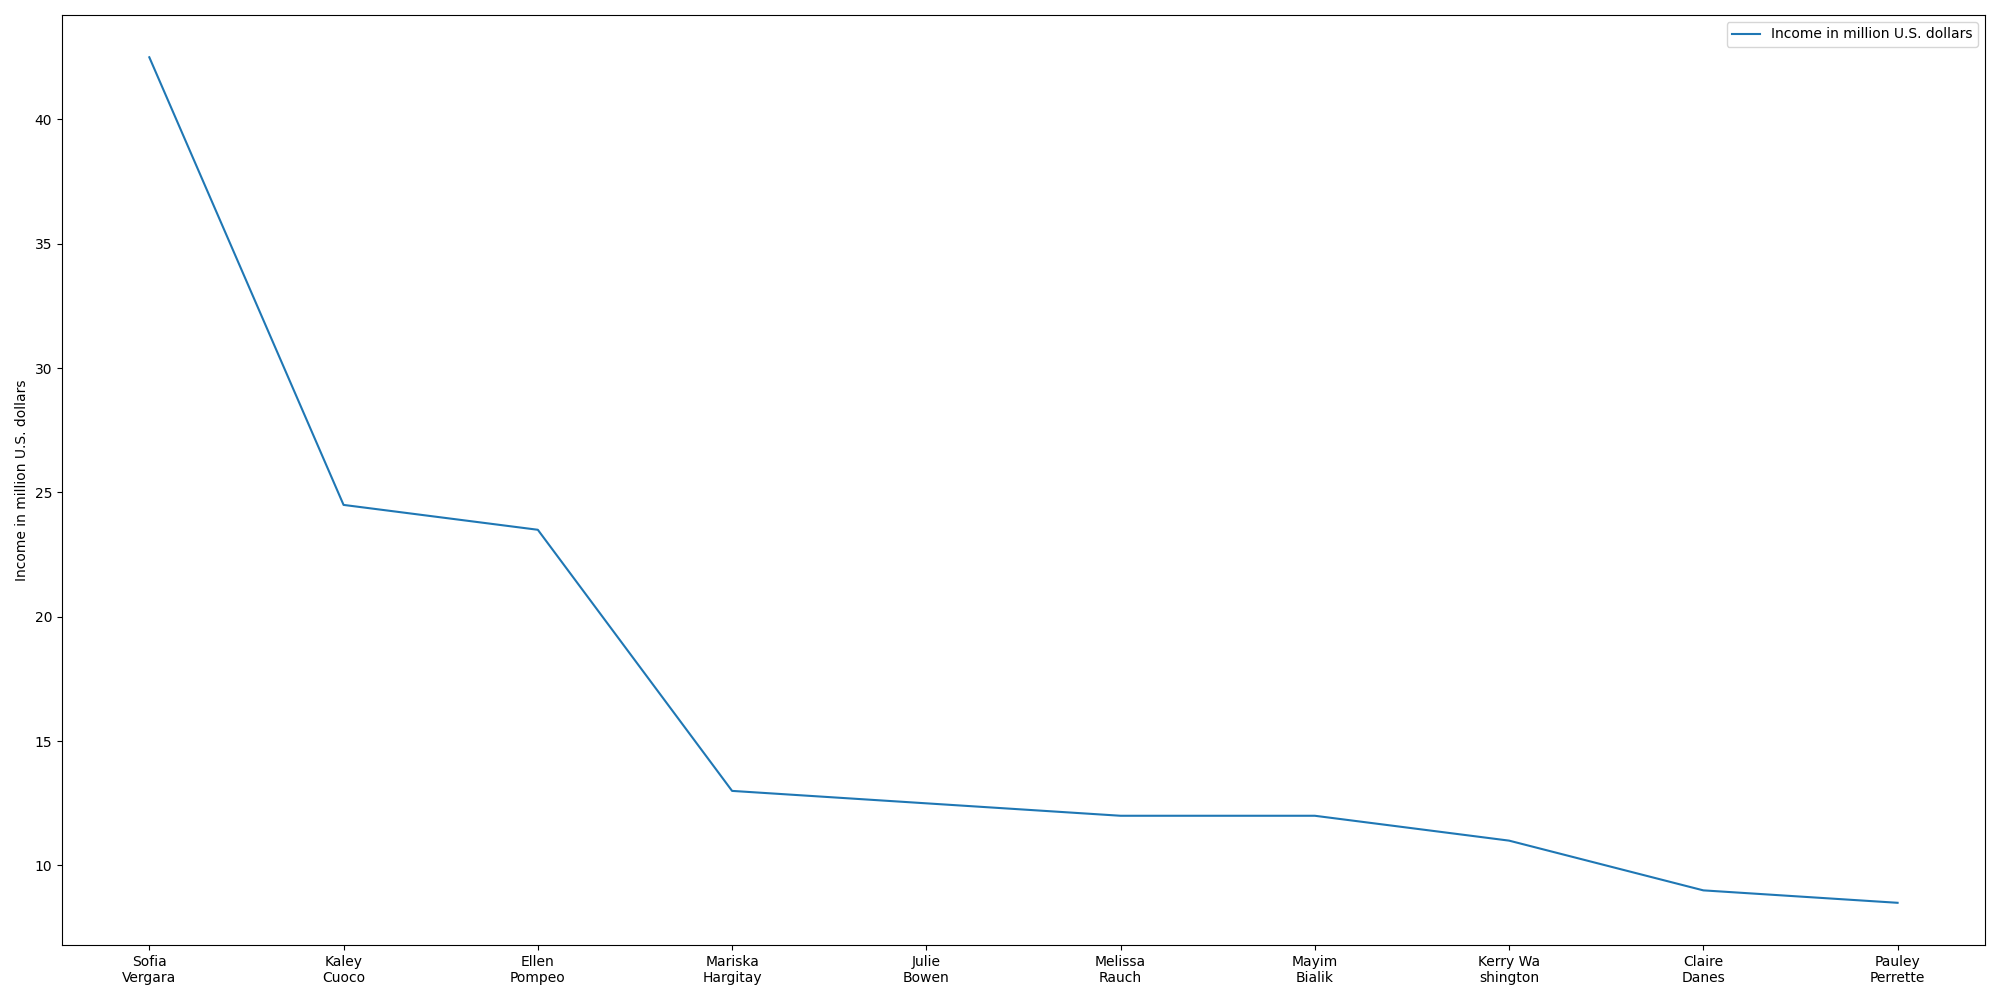 Income in million U.S. dollars
Income in million U.S. dollars
40
35
30
25
20
15
10
Sofia
Vergara
Kaley
Cuoco
Ellen
Pompeo
Mariska
Hargitay
Julie
Bowen
Melissa
Rauch
Mayim
Bialik
Kerry Wa
shington
Claire
Danes
Pauley
Perrette